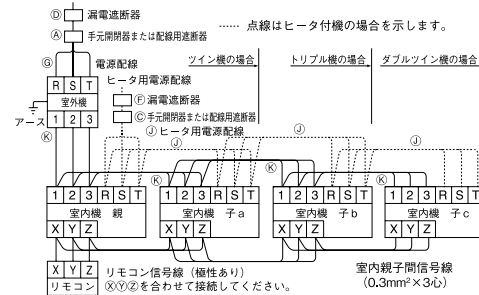 Ⓓ 漏電遮断器
Ⓐ 手元開閉器または配線用遮断器
‥‥‥ 点線はヒータ付機の場合を示します。
Ⓖ 電源配線
ツイン機の場合
トリプル機の場合
ダブルツイン機の場合
R S T
室外機
1 2 3
アース
Ⓚ
ヒータ用電源配線
Ⓕ 漏電遮断器
Ⓒ 手元開閉器または配線用遮断器
Ⓙ ヒータ用電源配線
Ⓙ
Ⓙ
Ⓙ
Ⓚ
Ⓚ
Ⓚ
1 2 3 R S T
室内機 親
X Y Z
1 2 3 R S T
室内機 子a
X Y Z
1 2 3 R S T
室内機 子b
X Y Z
1 2 3 R S T
室内機 子c
X Y Z
X Y Z
リモコン
リモコン信号線（極性あり）
ⓍⓎⓏを合わせて接続してください。
室内親子間信号線
（0.3mm²×3心）